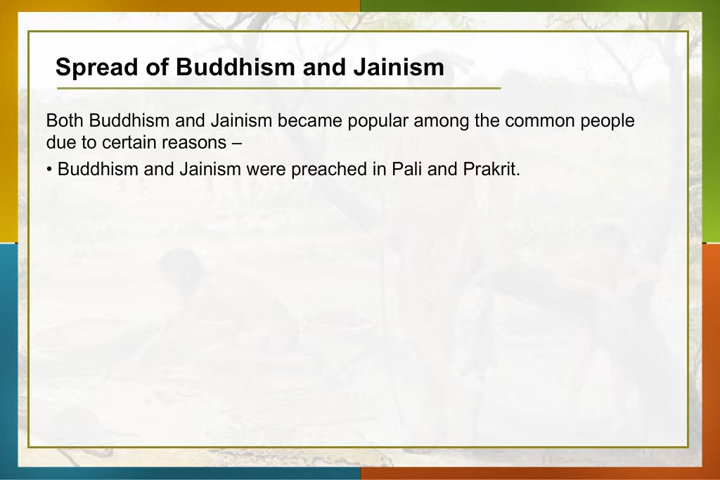 Spread of Buddhism and Jainism
Both Buddhism and Jainism became popular among the common people
due to certain reasons –
• Buddhism and Jainism were preached in Pali and Prakrit.